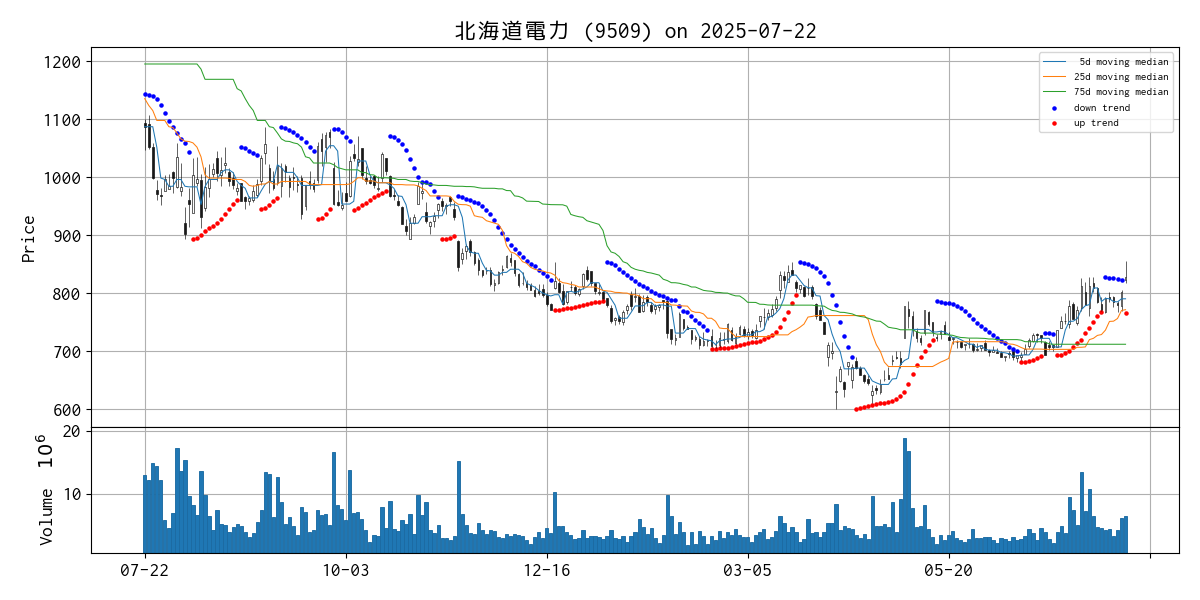 北海道電力 (9509) on 2025-07-22
5d moving median
25d moving median
75d moving median
down trend
up trend
Price
1200
1100
1000
900
800
700
600
Volume 10^6
20
10
07-22
10-03
12-16
03-05
05-20